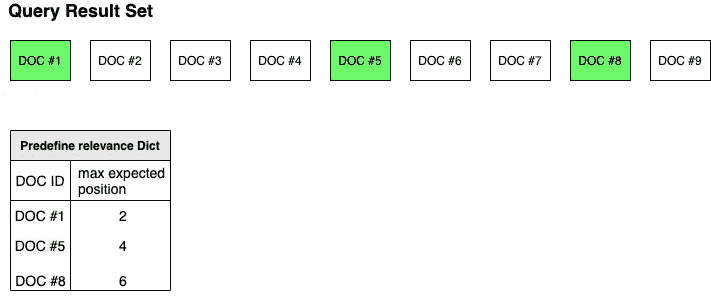 Query Result Set
DOC #1 DOC #2 DOC #3 DOC #4 DOC #5 DOC #6 DOC #7 DOC #8 DOC #9
Predefine relevance Dict
DOC ID max expected
position
DOC #1 2
DOC #5 4
DOC #8 6